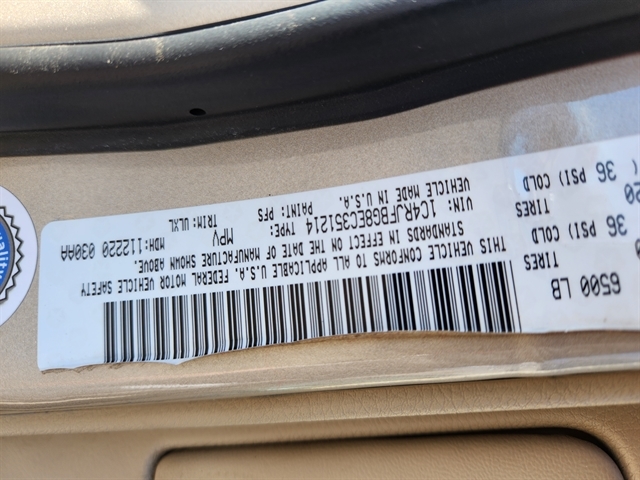 6500 LB
TIRES
36 PSI) COLD
TIRES
20
36 PSI) COLD
THIS VEHICLE CONFORMS TO ALL APPLICABLE U.S.A. FEDERAL MOTOR VEHICLE SAFETY
STANDARDS IN EFFECT ON THE DATE OF MANUFACTURE SHOWN ABOVE.
VIN: 1C4RJFBG8EC351214 TYPE: MPV MDH: 112220 030AA
VEHICLE MADE IN U.S.A. PAINT: PFS TRIM: ULXL